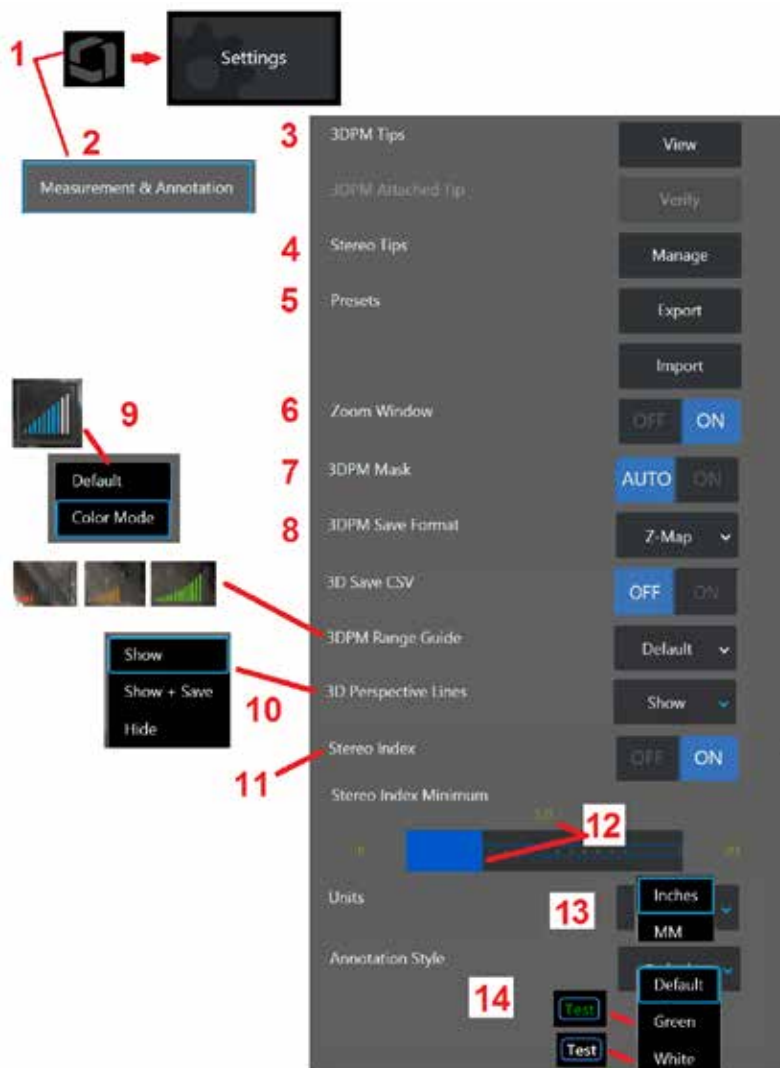 1
Settings
2
Measurement & Annotation
3
3DPM Tips
View
3DPM Attached Tip
Verify
4
Stereo Tips
Manage
5
Presets
Export
Import
6
Zoom Window
OFF
ON
7
3DPM Mask
AUTO
ON
8
3DPM Save Format
Z-Map
9
Default
Color Mode
3D Save CSV
OFF
ON
3DPM Range Guide
Default
10
Show
Show + Save
Hide
3D Perspective Lines
Show
11
Stereo Index
OFF
ON
Stereo Index Minimum
12
13
Units
Inches
MM
14
Annotation Style
Default
Green
White
Test
Test